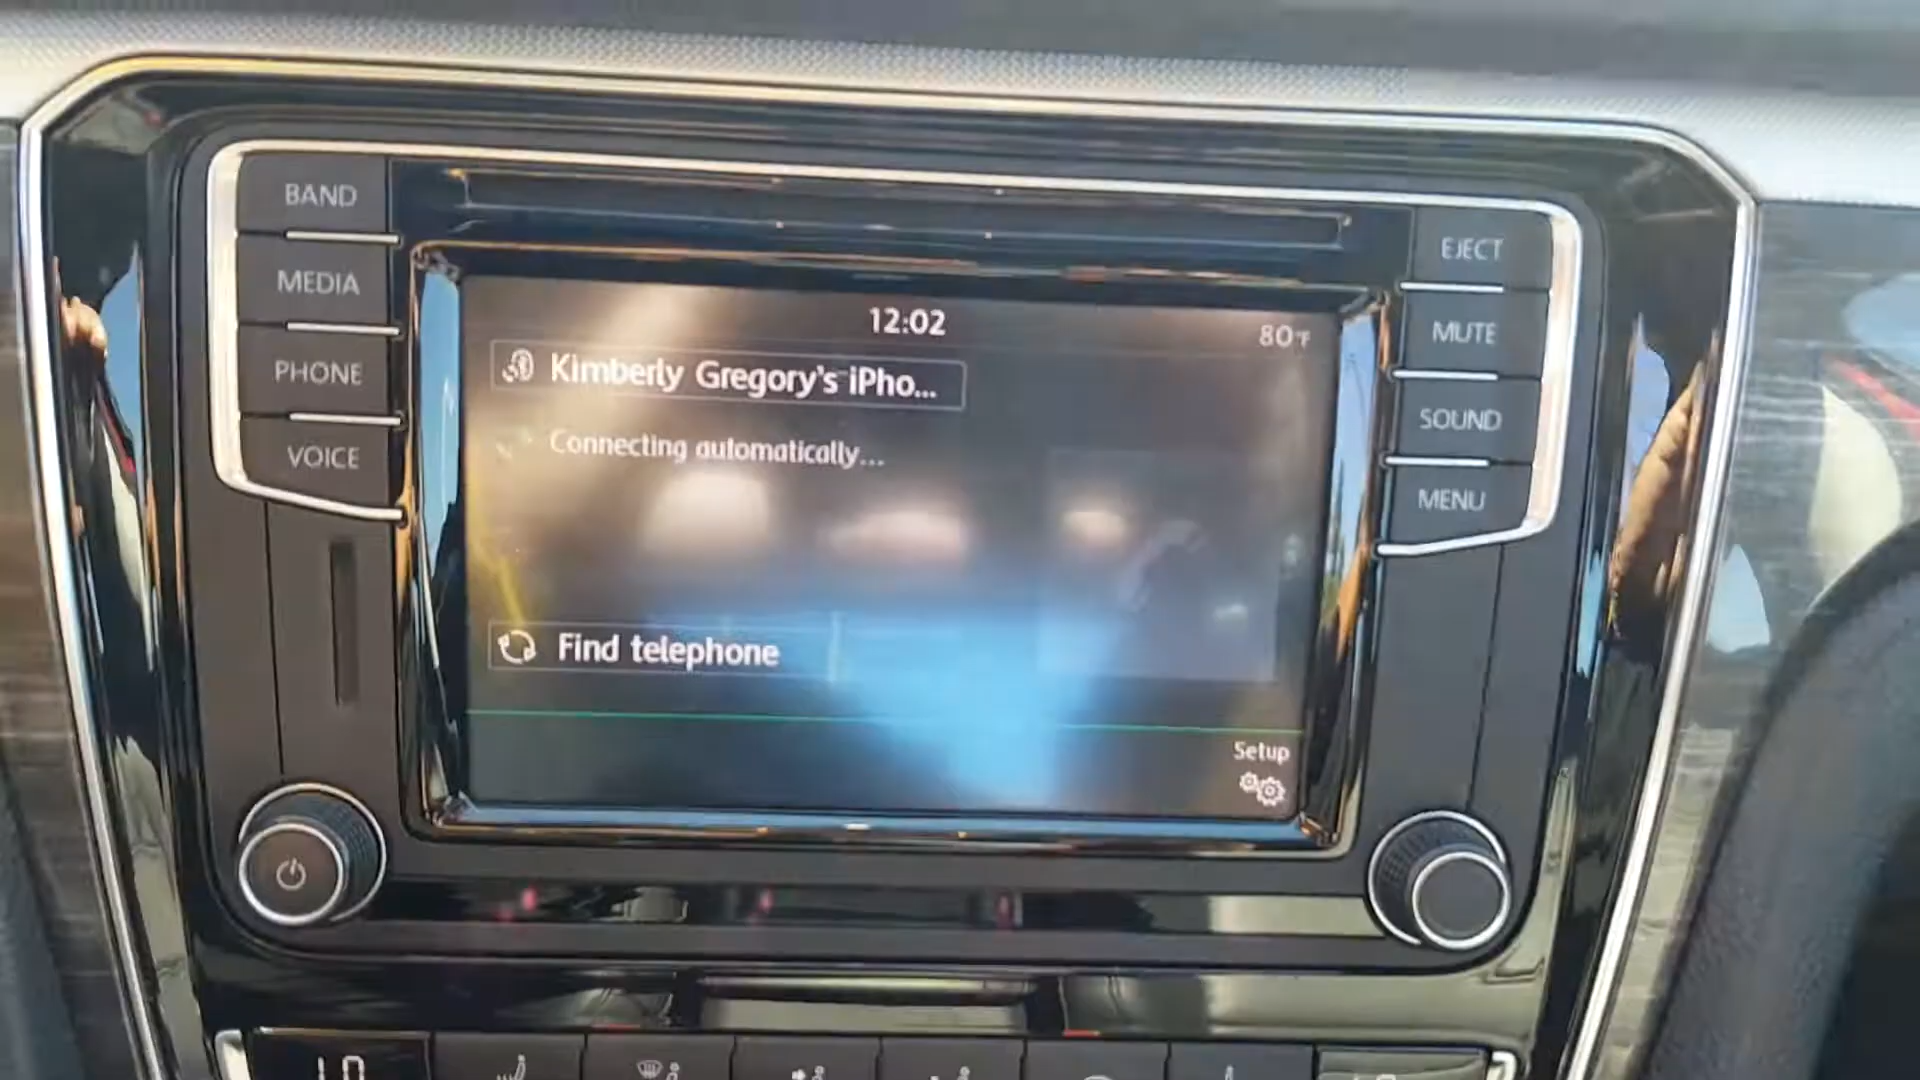 BAND
MEDIA
PHONE
VOICE
12:02
80°F
Kimberly Gregory's iPho...
Connecting automatically...
Find telephone
Setup
EJECT
MUTE
SOUND
MENU